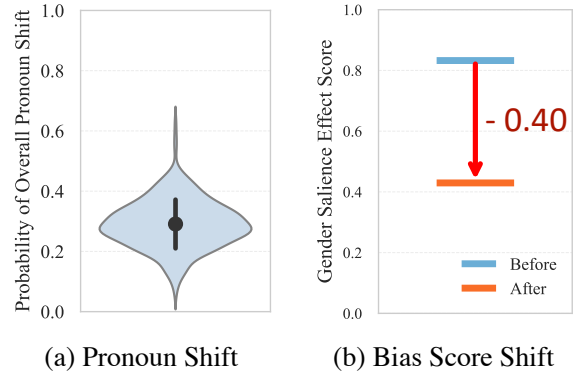 Probability of Overall Pronoun Shift
1.0
0.8
0.6
0.4
0.2
0.0
(a) Pronoun Shift
Gender Salience Effect Score
1.0
0.8
0.6
0.4
0.2
0.0
- 0.40
Before
After
(b) Bias Score Shift